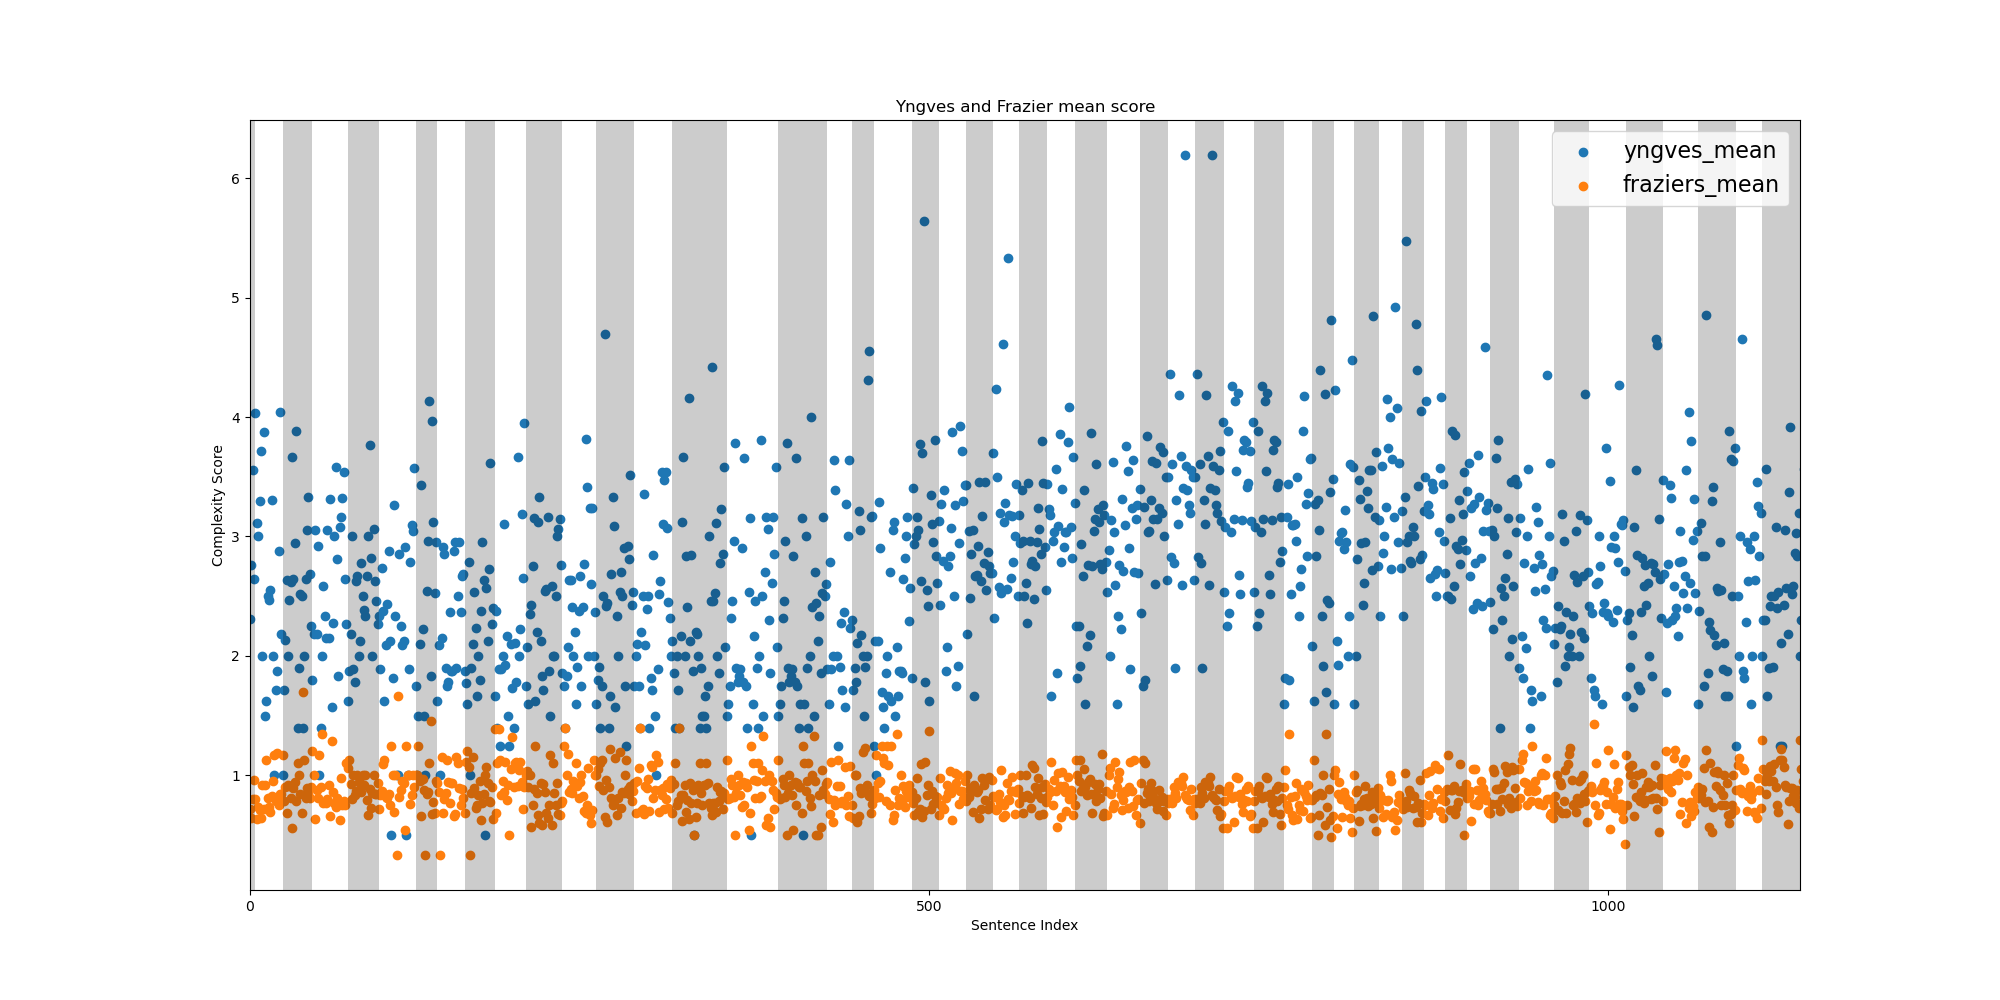 Yngves and Frazier mean score
yngves_mean
fraziers_mean
6
5
4
3
2
1
Complexity Score
0
500
1000
Sentence Index